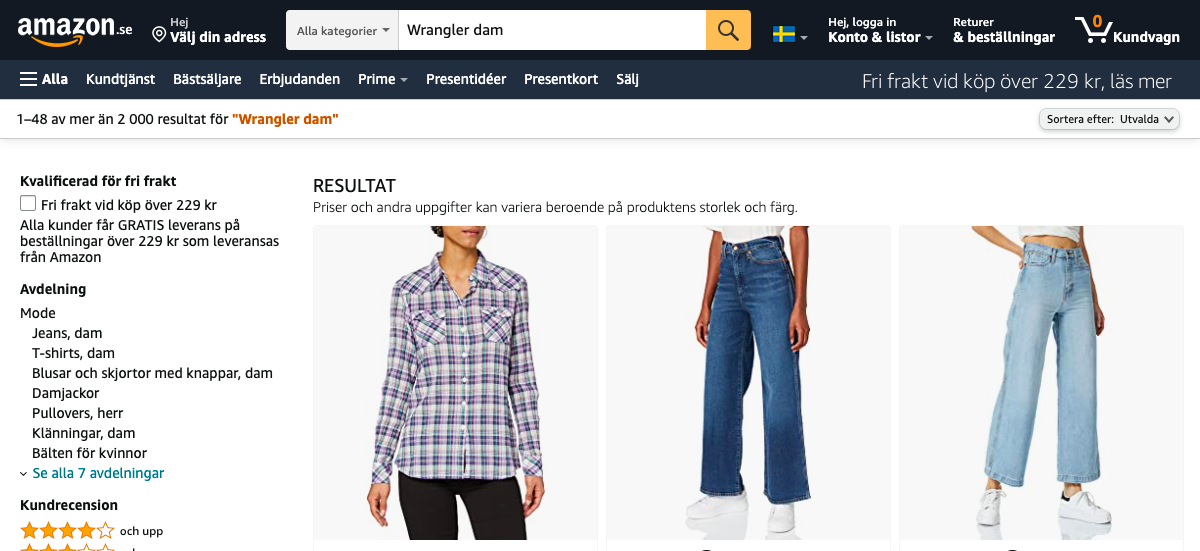 amazon.se
Hej
Välj din adress
Alla kategorier
Wrangler dam
Hej, logga in
Konto & listor
Returer
& beställningar
0
Kundvagn
Alla
Kundtjänst
Bästsäljare
Erbjudanden
Prime
Presentidéer
Presentkort
Sälj
Fri frakt vid köp över 229 kr, läs mer
1–48 av mer än 2 000 resultat för "Wrangler dam"
Sortera efter: Utvalda
Kvalificerad för fri frakt
Fri frakt vid köp över 229 kr
Alla kunder får GRATIS leverans på
beställningar över 229 kr som leveransas
från Amazon
Avdelning
Mode
Jeans, dam
T-shirts, dam
Blusar och skjortor med knappar, dam
Damjackor
Pullovers, herr
Klänningar, dam
Bälten för kvinnor
Se alla 7 avdelningar
Kundrecension
och upp
RESULTAT
Priser och andra uppgifter kan variera beroende på produktens storlek och färg.